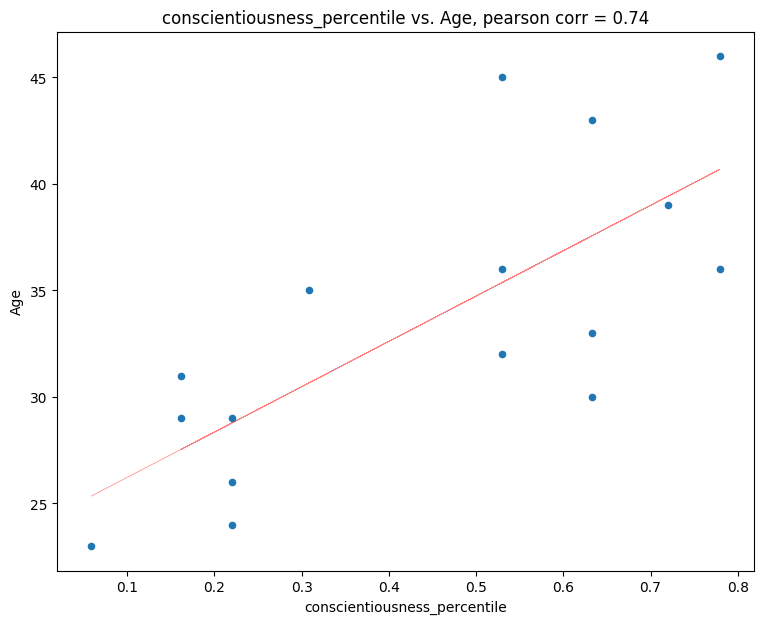 conscientiousness_percentile vs. Age, pearson corr = 0.74
45
40
35
30
25
Age
0.1 0.2 0.3 0.4 0.5 0.6 0.7 0.8
conscientiousness_percentile